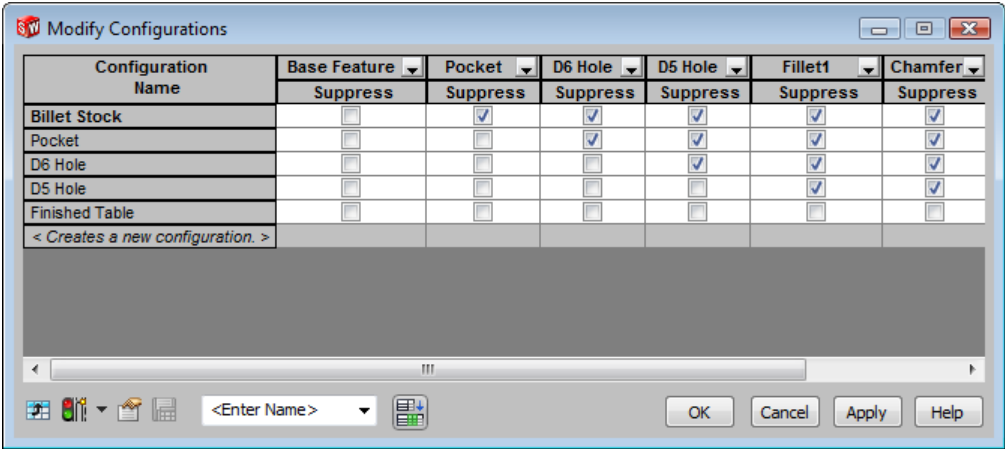 Modify Configurations
Configuration Name Base Feature Pocket D6 Hole D5 Hole Fillet1 Chamfer
Suppress Suppress Suppress Suppress Suppress Suppress
Billet Stock
Pocket
D6 Hole
D5 Hole
Finished Table
< Creates a new configuration. >
<Enter Name> OK Cancel Apply Help